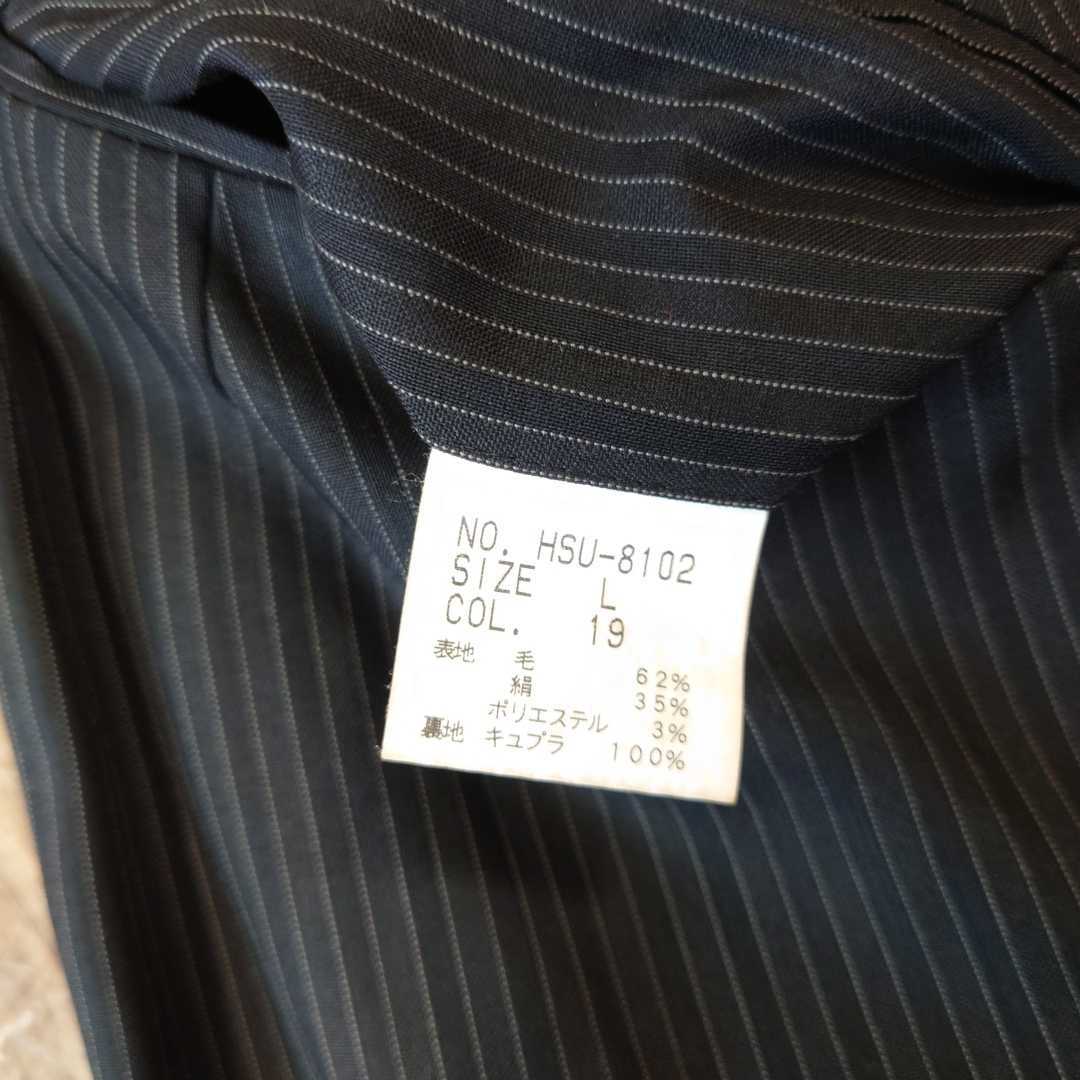 NO. HSU-8102
SIZE L
COL. 19
表地 毛 62%
絹 35%
ポリエステル 3%
裏地 キュプラ 100%